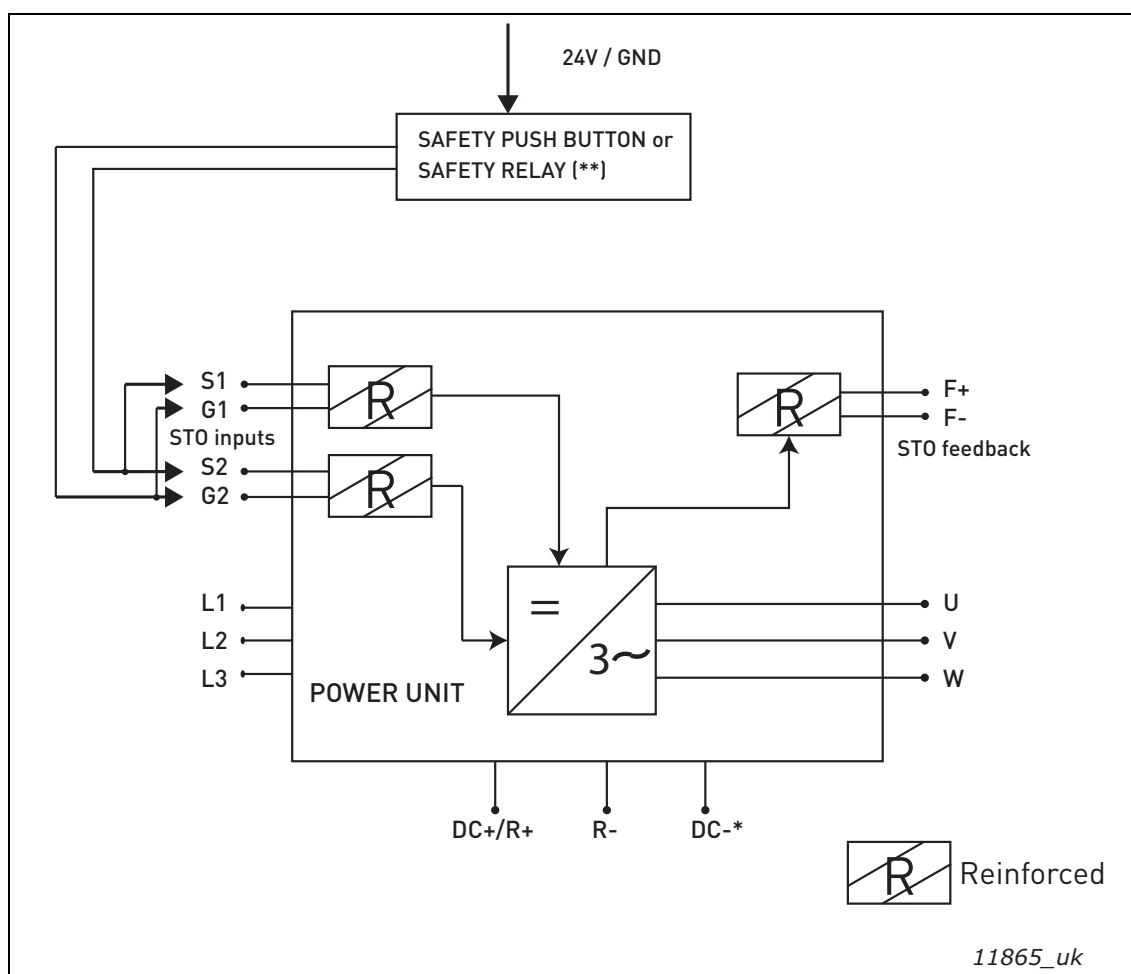 24V / GND
SAFETY PUSH BUTTON or
SAFETY RELAY (**)
S1
G1
STO inputs
S2
G2
R
R
R
F+
F-
STO feedback
L1
L2
L3
=
3~
U
V
W
POWER UNIT
DC+/R+
R-
DC-*
R
Reinforced
11865_uk